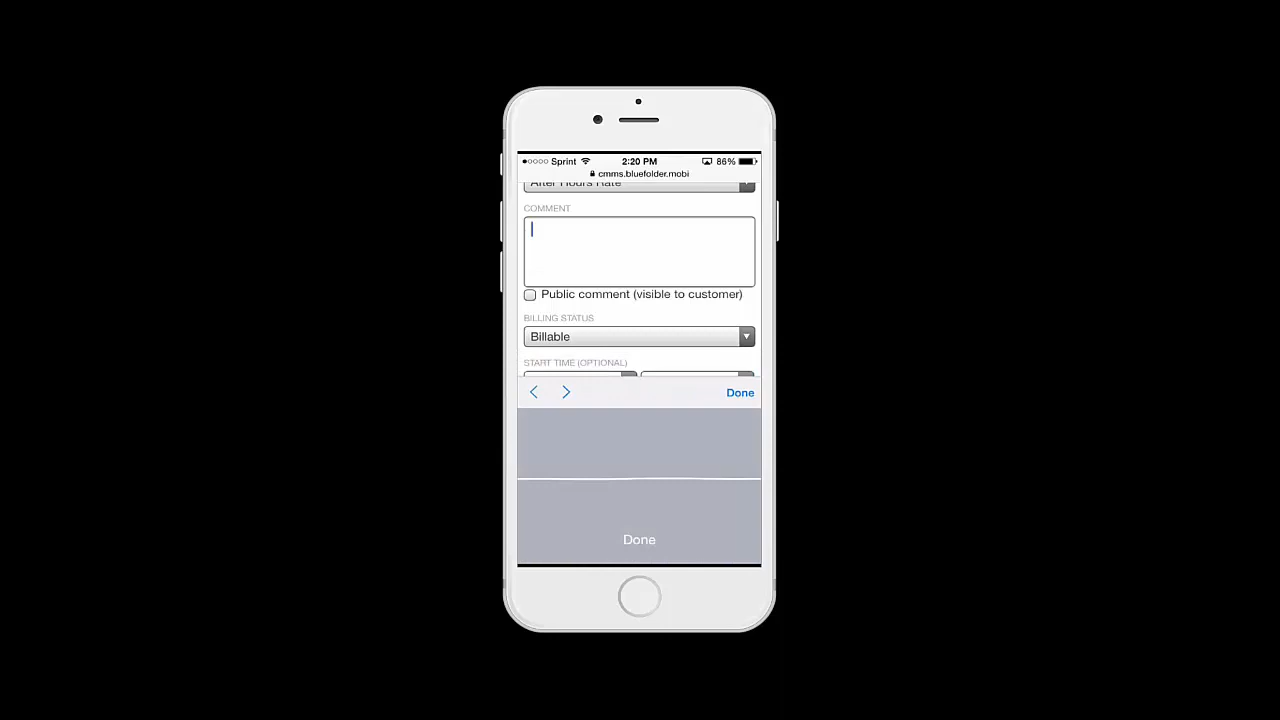 Sprint 2:20 PM 86%
cmms.bluefolder.mobi
After Hours Rate
COMMENT
Public comment (visible to customer)
BILLING STATUS
Billable
START TIME (OPTIONAL)
Done
Done